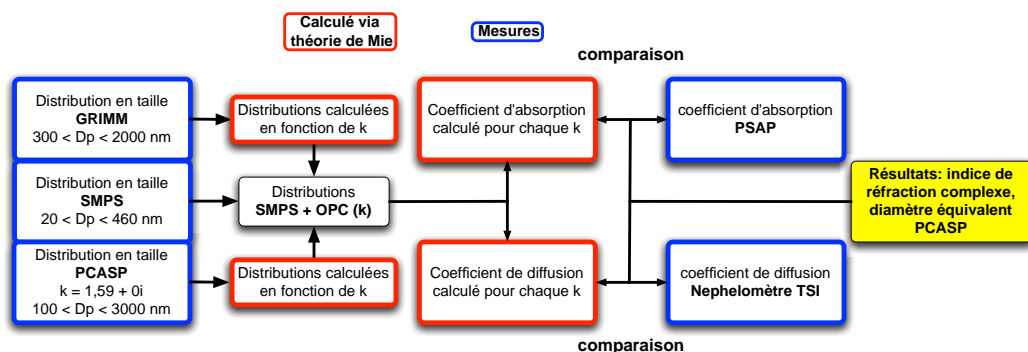 Calculé via
théorie de Mie
Mesures
comparaison
Distribution en taille
GRIMM
300 < Dp < 2000 nm
Distributions calculées
en fonction de k
Coefficient d'absorption
calculé pour chaque k
coefficient d'absorption
PSAP
Distribution en taille
SMPS
20 < Dp < 460 nm
Distributions
SMPS + OPC (k)
Résultats: indice de
réfraction complexe,
diamètre équivalent
PCASP
Distribution en taille
PCASP
k = 1,59 + 0i
100 < Dp < 3000 nm
Distributions calculées
en fonction de k
Coefficient de diffusion
calculé pour chaque k
coefficient de diffusion
Nephelomètre TSI
comparaison